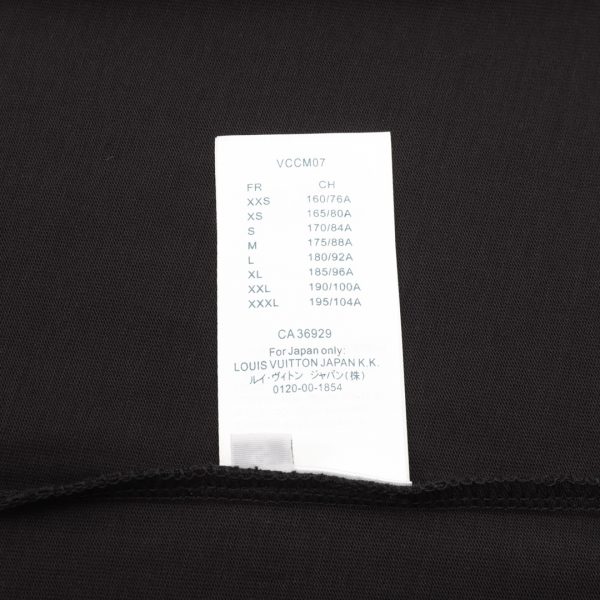 VCCM07
FR CH
XXS 160/76A
XS 165/80A
S 170/84A
M 175/88A
L 180/92A
XL 185/96A
XXL 190/100A
XXXL 195/104A
CA 36929
For Japan only:
LOUIS VUITTON JAPAN K.K.
ルイ・ヴィトン ジャパン(株)
0120-00-1854